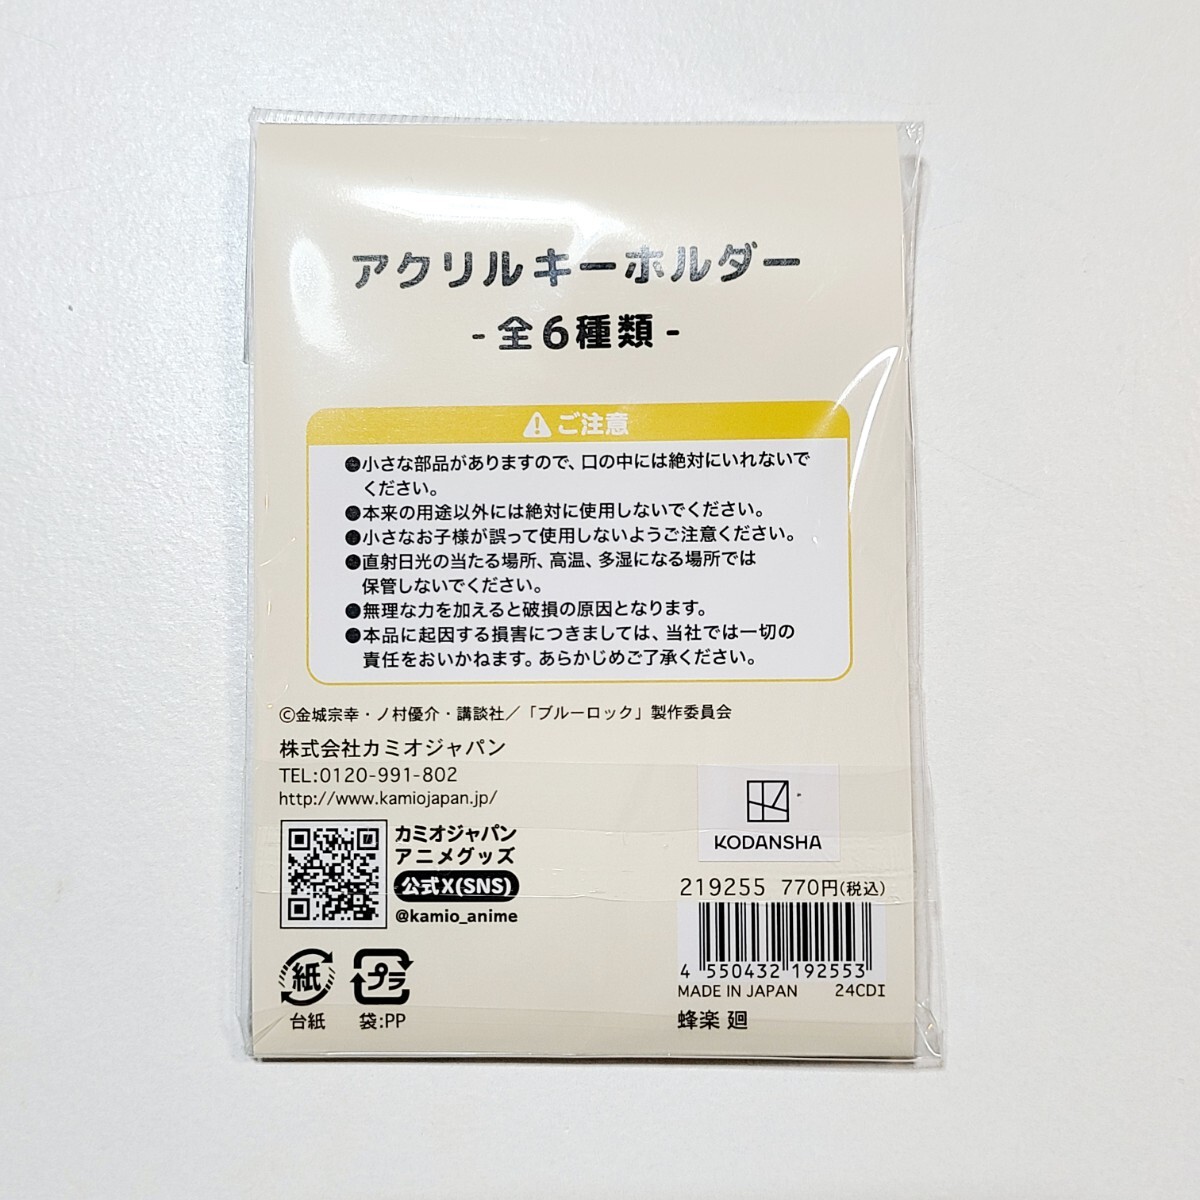 アクリルキーホルダー
- 全6種類 -
ご注意
●小さな部品がありますので、口の中には絶対にいれないで
ください。
●本来の用途以外には絶対に使用しないでください。
●小さなお子様が誤って使用しないようご注意ください。
●直射日光の当たる場所、高温、多湿になる場所では
保管しないでください。
●無理な力を加えると破損の原因となります。
●本品に起因する損害につきましては、当社では一切の
責任をおいかねます。あらかじめご了承ください。
©金城宗幸・ノ村優介・講談社／「ブルーロック」製作委員会
株式会社カミオジャパン
TEL:0120-991-802
http://www.kamiojapan.jp/
カミオジャパン
アニメグッズ
公式X(SNS)
@kamio_anime
紙
台紙
プラ
袋:PP
KODANSHA
219255 770円(税込)
4 550432 192553
MADE IN JAPAN 24CDI
蜂楽 廻